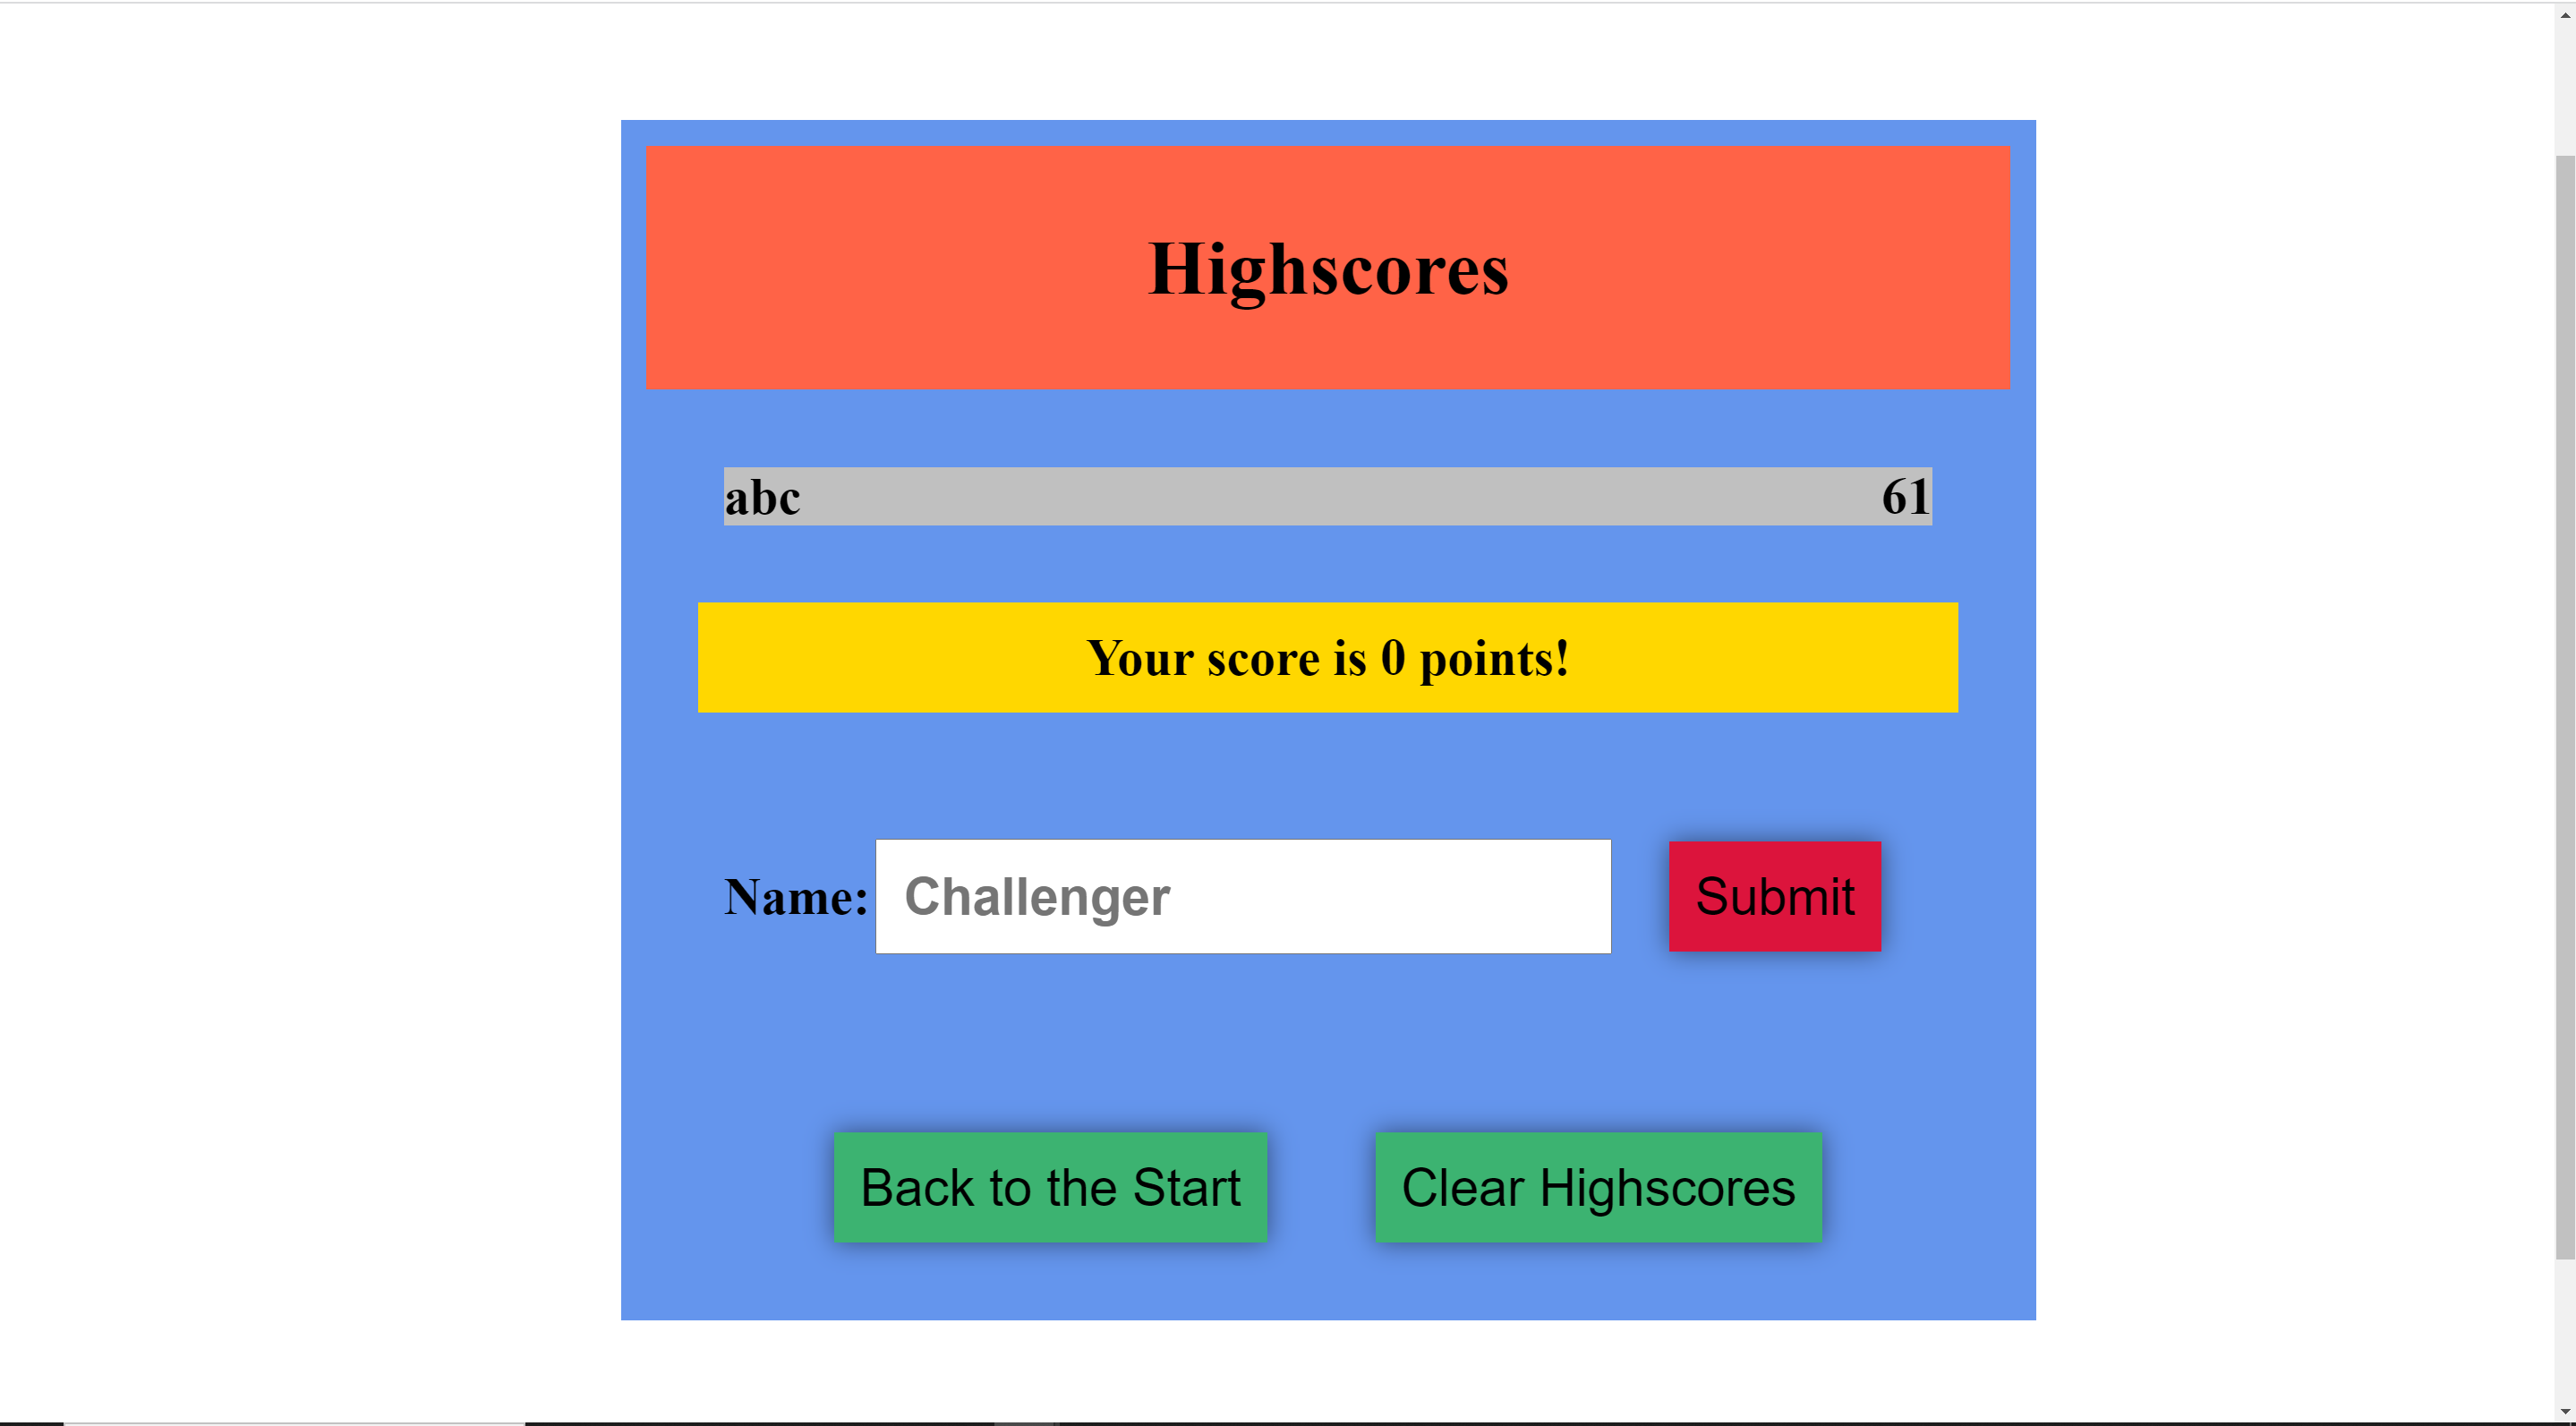 Highscores
abc 61
Your score is 0 points!
Name: Challenger Submit
Back to the Start Clear Highscores